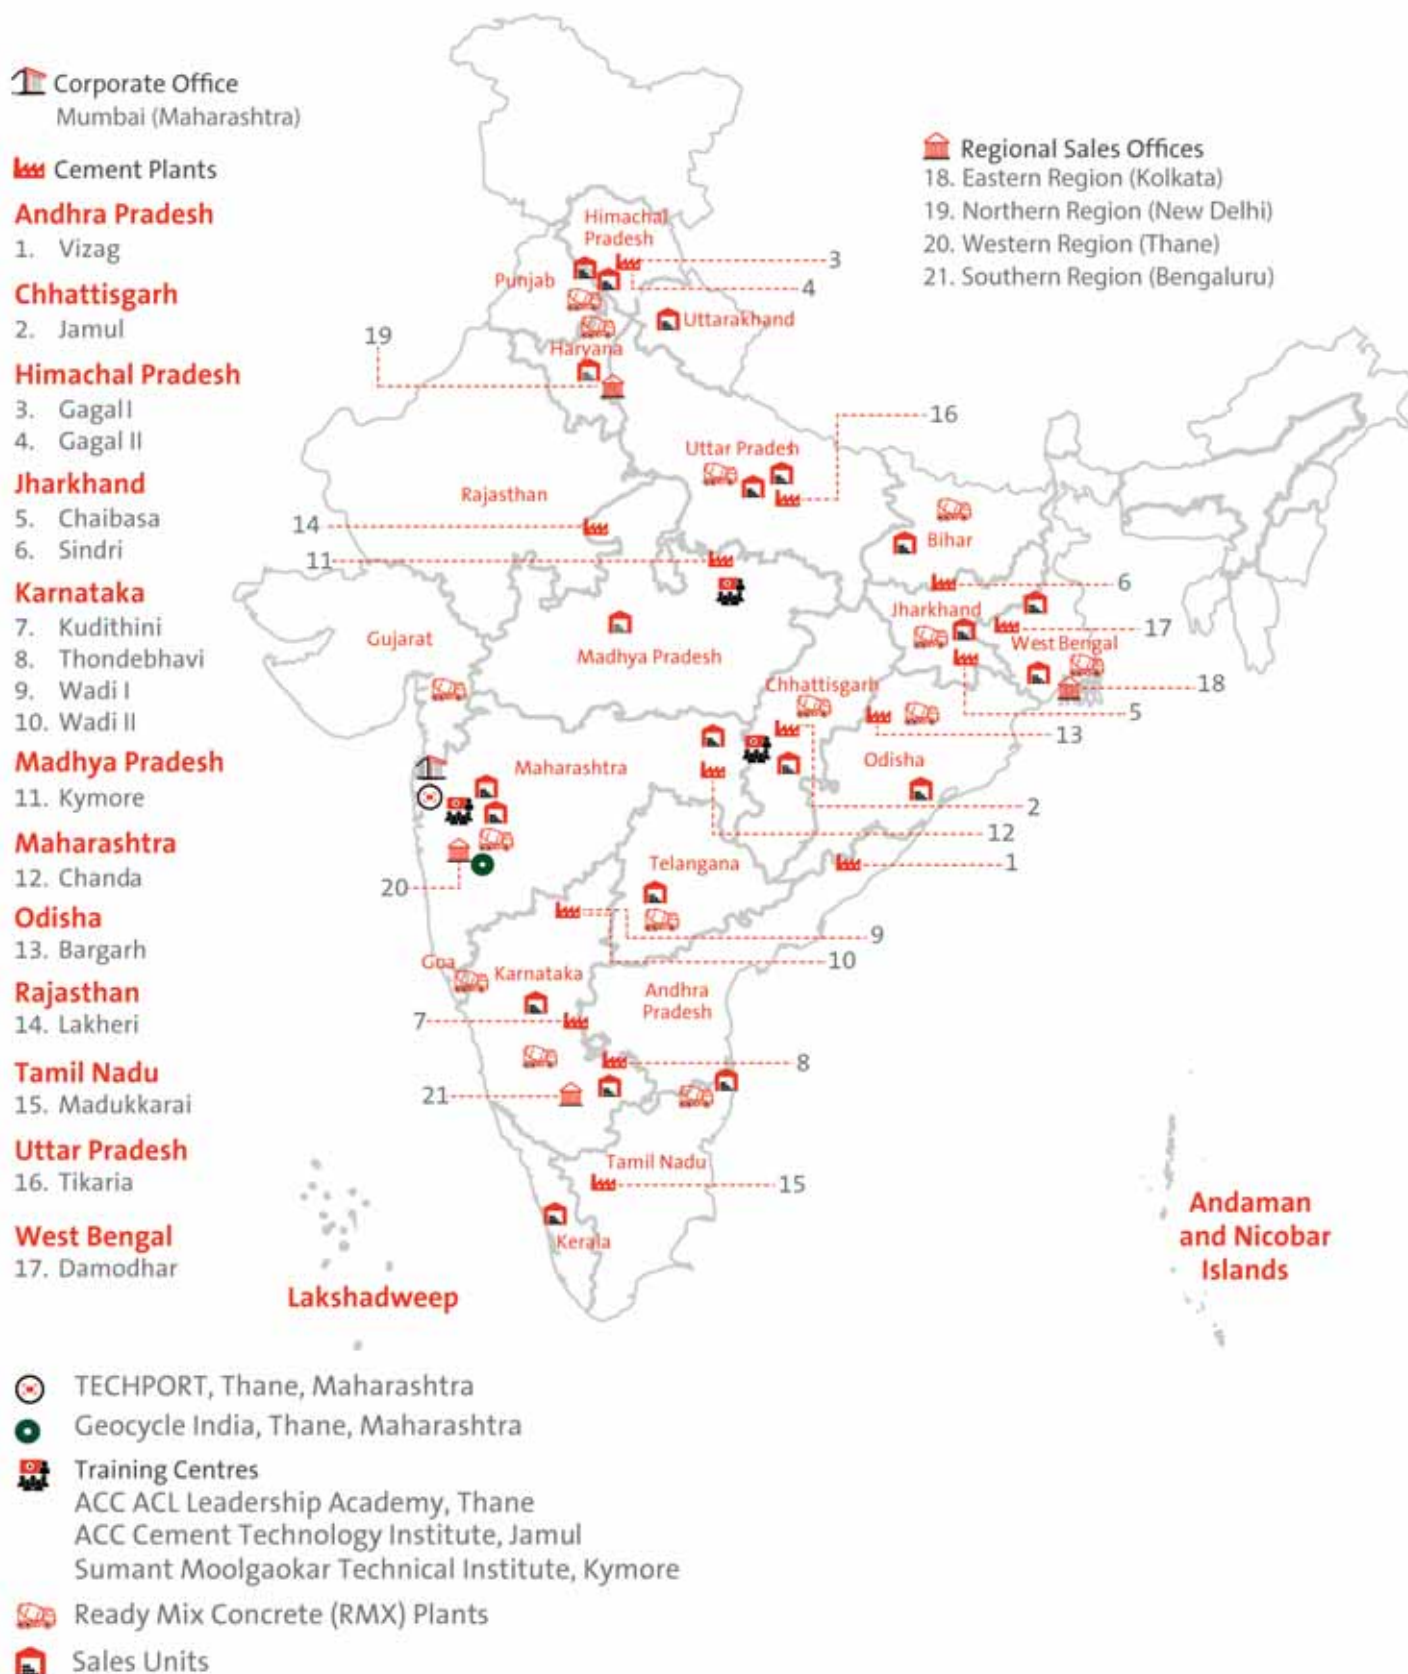 Corporate Office
Mumbai (Maharashtra)
Cement Plants
Andhra Pradesh
1. Vizag
Chhattisgarh
2. Jamul
Himachal Pradesh
3. Gagal I
4. Gagal II
Jharkhand
5. Chaibasa
6. Sindri
Karnataka
7. Kudithini
8. Thondebhavi
9. Wadi I
10. Wadi II
Madhya Pradesh
11. Kymore
Maharashtra
12. Chanda
Odisha
13. Bargarh
Rajasthan
14. Lakheri
Tamil Nadu
15. Madukkarai
Uttar Pradesh
16. Tikaria
West Bengal
17. Damodhar
Regional Sales Offices
18. Eastern Region (Kolkata)
19. Northern Region (New Delhi)
20. Western Region (Thane)
21. Southern Region (Bengaluru)
Himachal
Pradesh
3
Punjab
4
Uttarakhand
19
Haryana
16
Uttar Pradesh
Rajasthan
14
Bihar
11
6
Jharkhand
17
Gujarat
West Bengal
Madhya Pradesh
Chhattisgarh
18
5
13
Odisha
Maharashtra
2
12
Telangana
1
20
9
10
Goa
Karnataka
Andhra
Pradesh
7
8
21
Tamil Nadu
15
Kerala
Lakshadweep
Andaman
and Nicobar
Islands
TECHPORT, Thane, Maharashtra
Geocycle India, Thane, Maharashtra
Training Centres
ACC ACL Leadership Academy, Thane
ACC Cement Technology Institute, Jamul
Sumant Moolgaokar Technical Institute, Kymore
Ready Mix Concrete (RMX) Plants
Sales Units